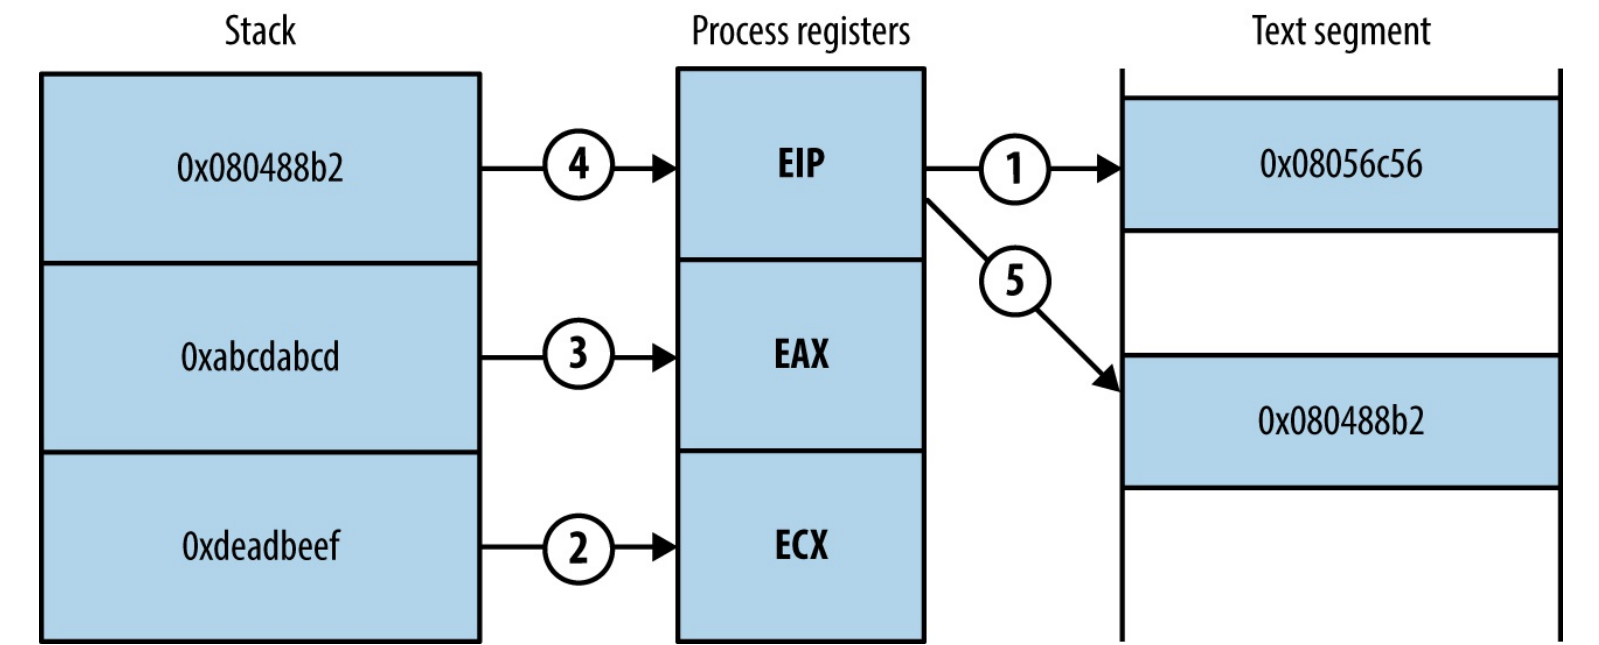 Stack
Process registers
Text segment
0x080488b2
4
EIP
1
0x08056c56
5
0xabcdabcd
3
EAX
0x080488b2
0xdeadbeef
2
ECX